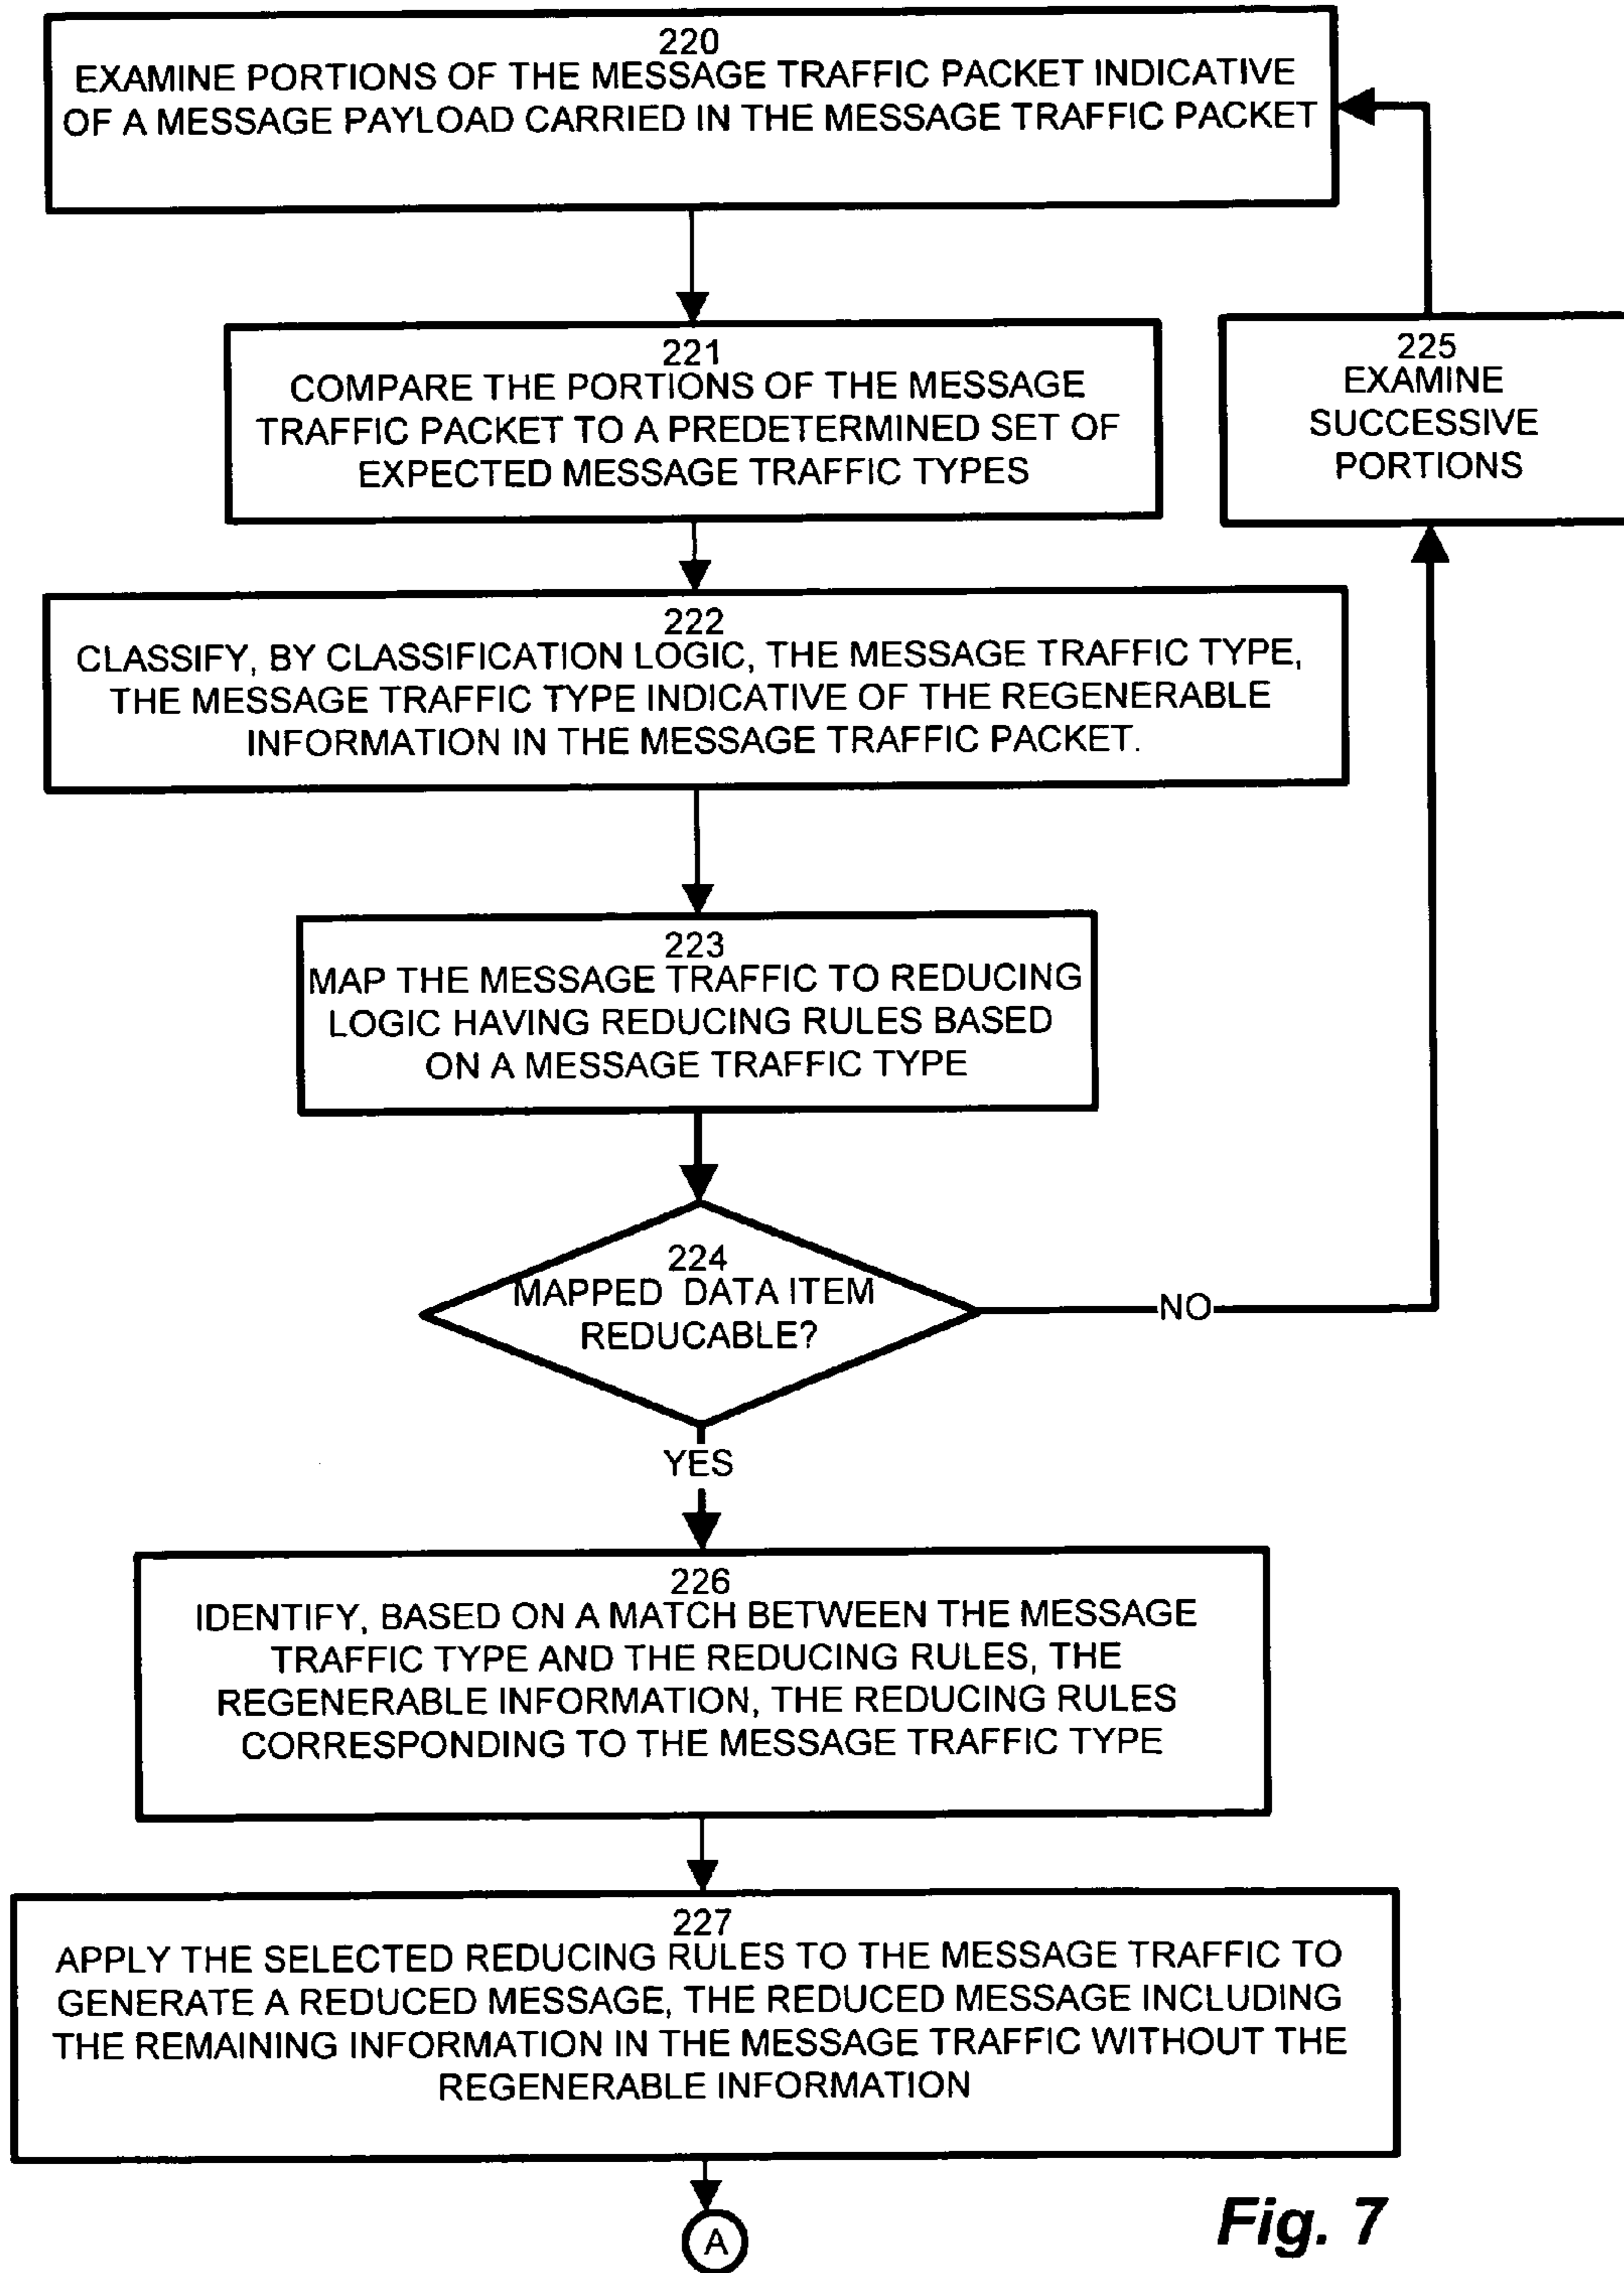 220
EXAMINE PORTIONS OF THE MESSAGE TRAFFIC PACKET INDICATIVE
OF A MESSAGE PAYLOAD CARRIED IN THE MESSAGE TRAFFIC PACKET
221
COMPARE THE PORTIONS OF THE MESSAGE
TRAFFIC PACKET TO A PREDETERMINED SET OF
EXPECTED MESSAGE TRAFFIC TYPES
225
EXAMINE
SUCCESSIVE
PORTIONS
222
CLASSIFY, BY CLASSIFICATION LOGIC, THE MESSAGE TRAFFIC TYPE,
THE MESSAGE TRAFFIC TYPE INDICATIVE OF THE REGENERABLE
INFORMATION IN THE MESSAGE TRAFFIC PACKET.
223
MAP THE MESSAGE TRAFFIC TO REDUCING
LOGIC HAVING REDUCING RULES BASED
ON A MESSAGE TRAFFIC TYPE
224
MAPPED DATA ITEM
REDUCABLE?
NO
YES
226
IDENTIFY, BASED ON A MATCH BETWEEN THE MESSAGE
TRAFFIC TYPE AND THE REDUCING RULES, THE
REGENERABLE INFORMATION, THE REDUCING RULES
CORRESPONDING TO THE MESSAGE TRAFFIC TYPE
227
APPLY THE SELECTED REDUCING RULES TO THE MESSAGE TRAFFIC TO
GENERATE A REDUCED MESSAGE, THE REDUCED MESSAGE INCLUDING
THE REMAINING INFORMATION IN THE MESSAGE TRAFFIC WITHOUT THE
REGENERABLE INFORMATION
A
Fig. 7